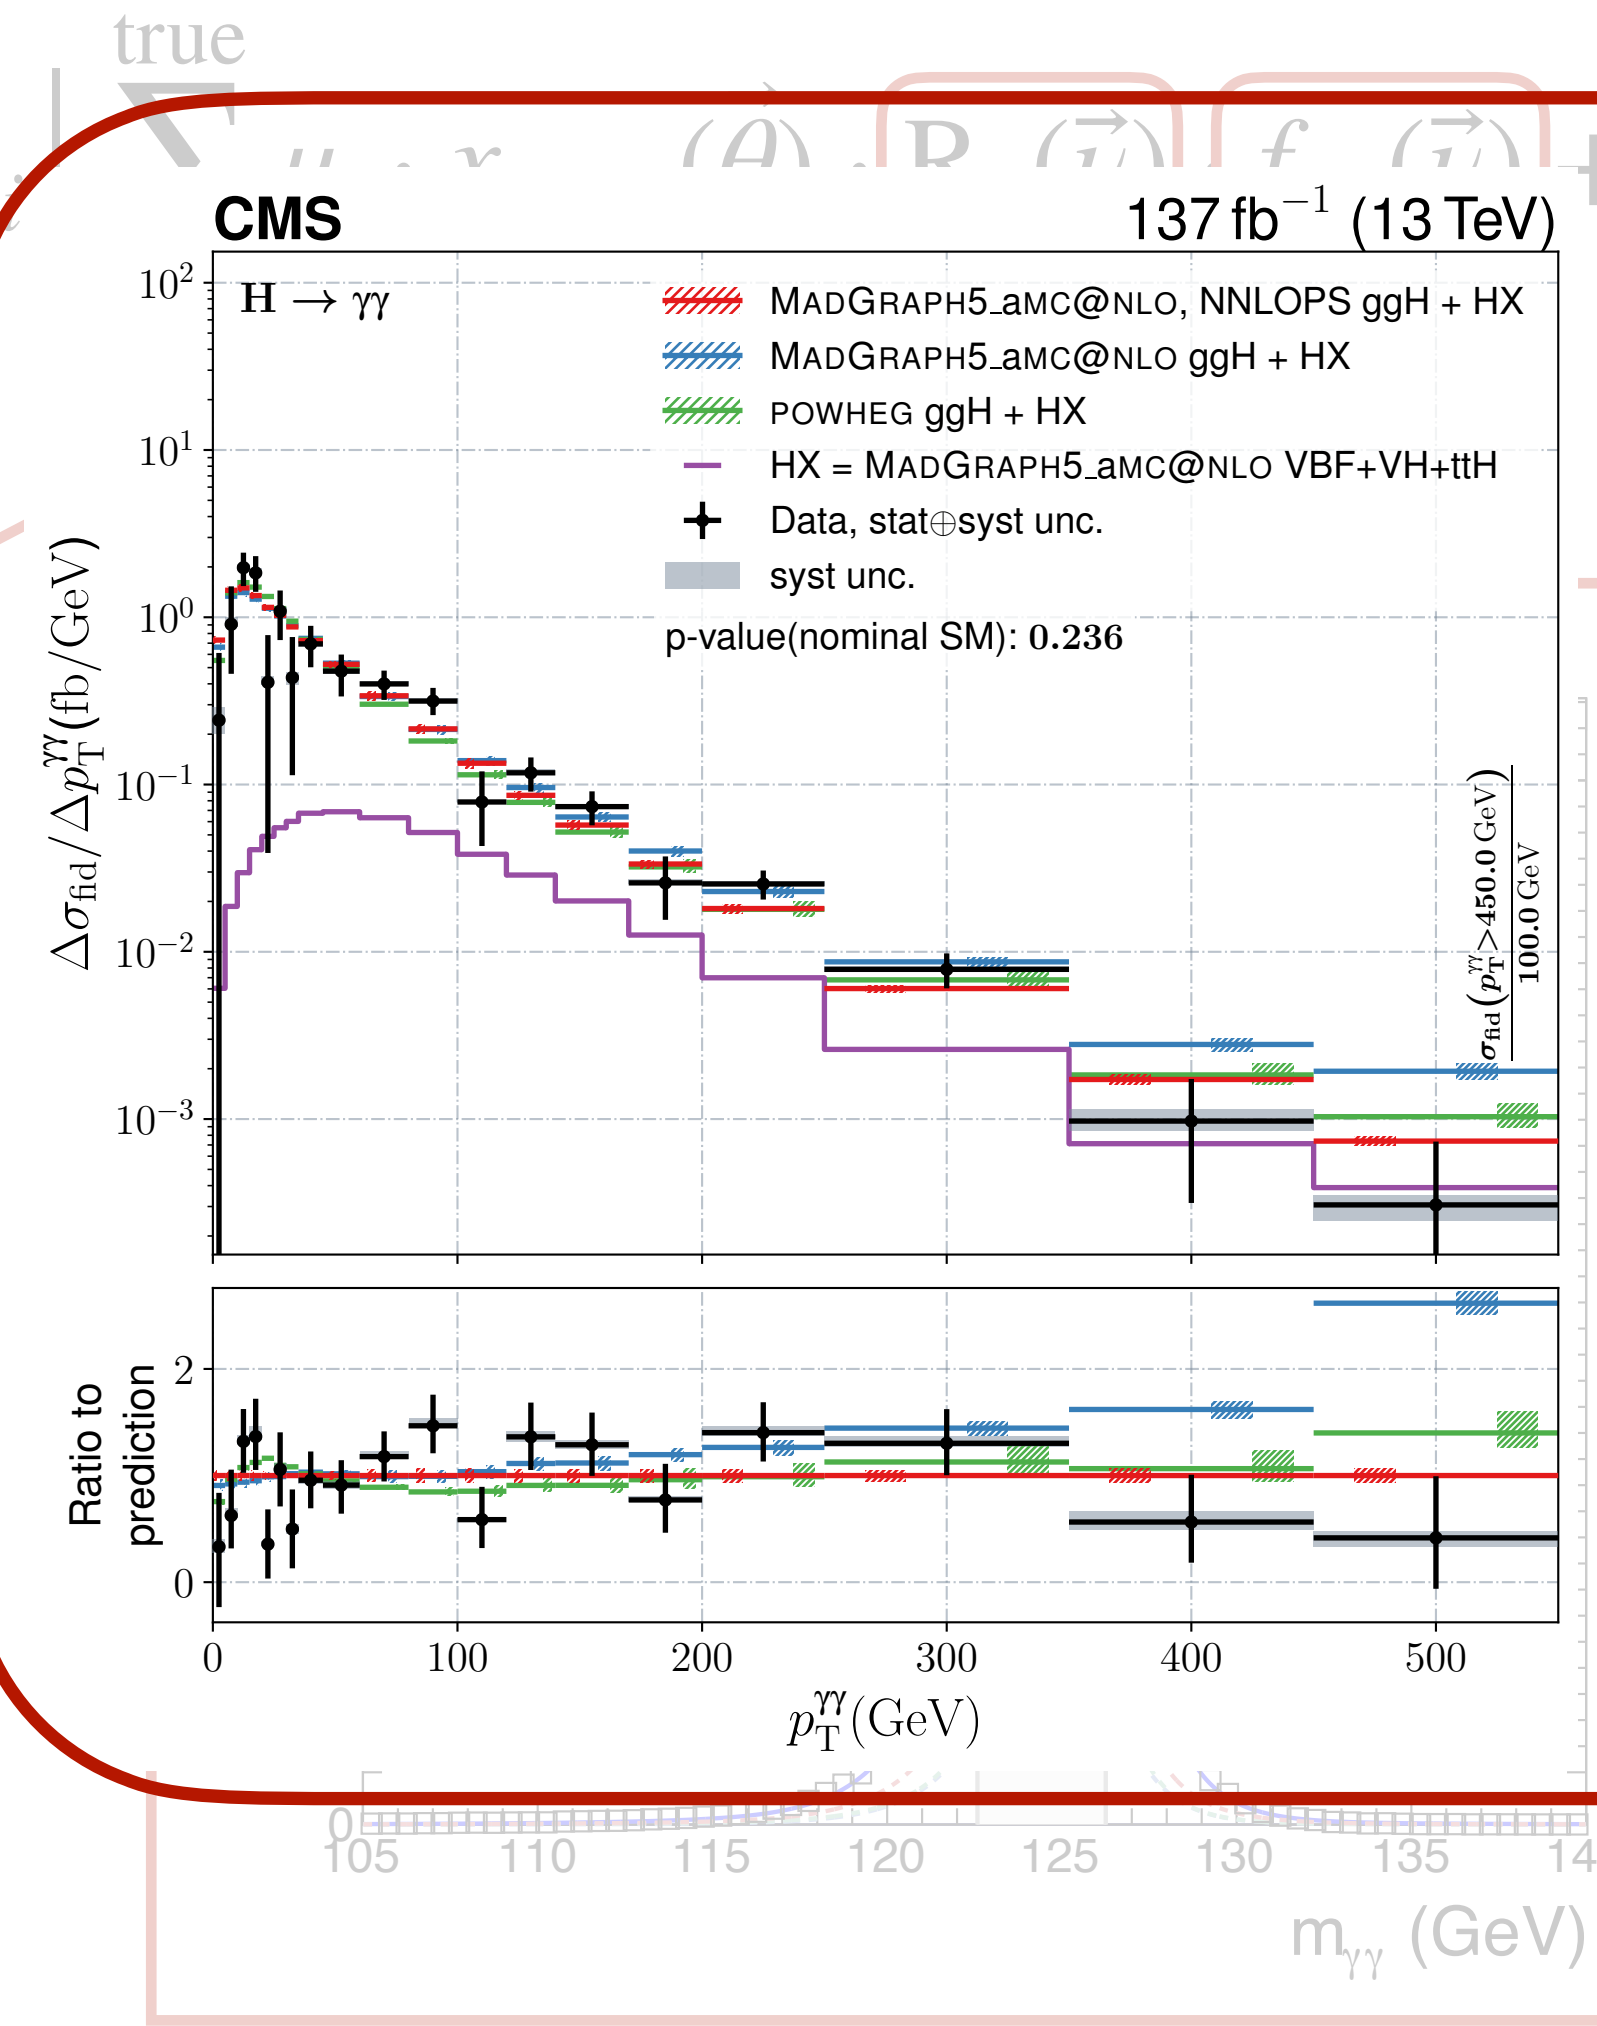 true
CMS
137 fb⁻¹ (13 TeV)
H → γγ
MADGRAPH5_aMC@NLO, NNLOPS ggH + HX
MADGRAPH5_aMC@NLO ggH + HX
POWHEG ggH + HX
HX = MADGRAPH5_aMC@NLO VBF+VH+ttH
Data, stat⊕syst unc.
syst unc.
p-value(nominal SM): 0.236
Δσ_fid/Δp_T^γγ(fb/GeV)
10²
10¹
10⁰
10⁻¹
10⁻²
10⁻³
σ_fid(p_T^γγ>450.0 GeV)
100.0 GeV
Ratio to
prediction
2
0
0 100 200 300 400 500
p_T^γγ(GeV)
0
105 110 115 120 125 130 135
m_γγ (GeV)